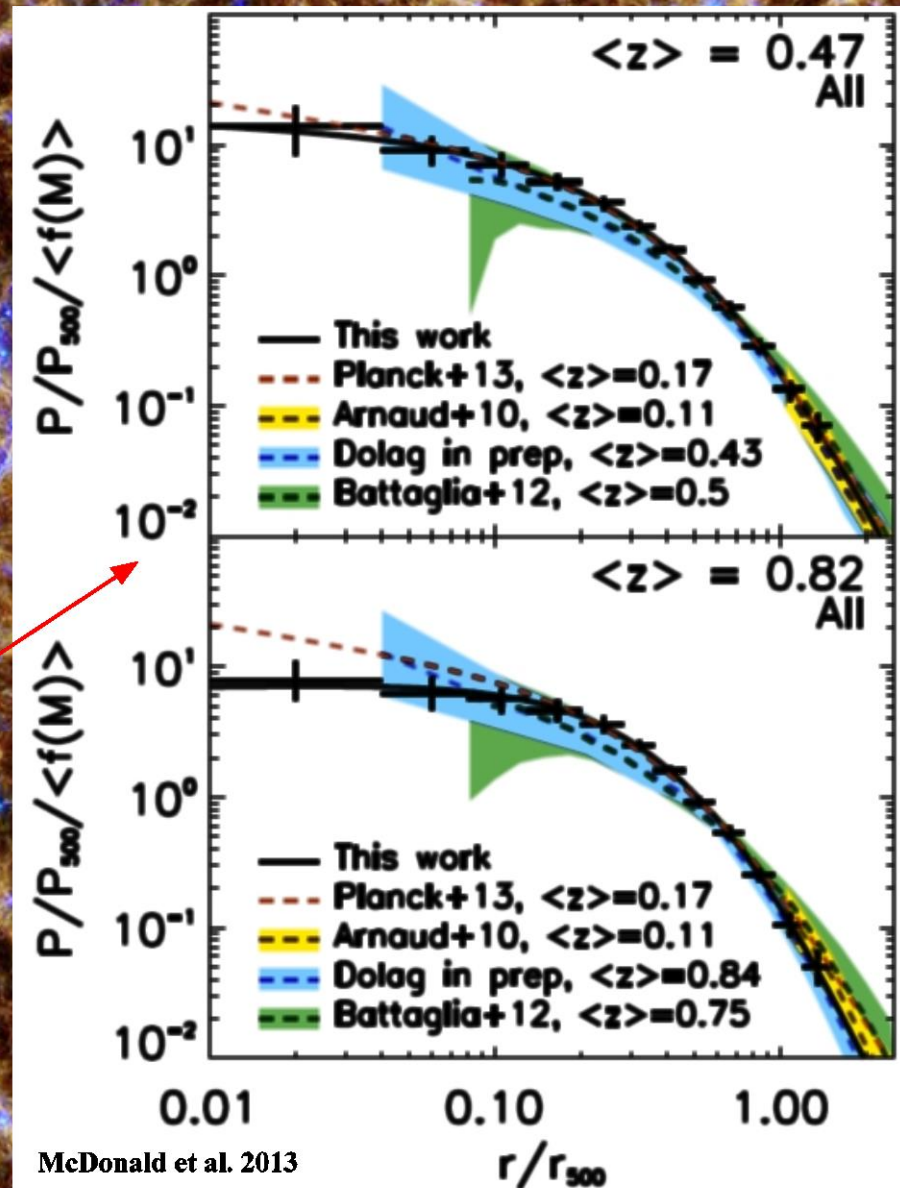 <z> = 0.47
All
10¹
10⁰
10⁻¹
10⁻²
P/P₅₀₀/<f(M)>
This work
Planck+13, <z>=0.17
Arnaud+10, <z>=0.11
Dolag in prep, <z>=0.43
Battaglia+12, <z>=0.5
<z> = 0.82
All
10¹
10⁰
10⁻¹
10⁻²
P/P₅₀₀/<f(M)>
This work
Planck+13, <z>=0.17
Arnaud+10, <z>=0.11
Dolag in prep, <z>=0.84
Battaglia+12, <z>=0.75
0.01 0.10 1.00
r/r₅₀₀
McDonald et al. 2013